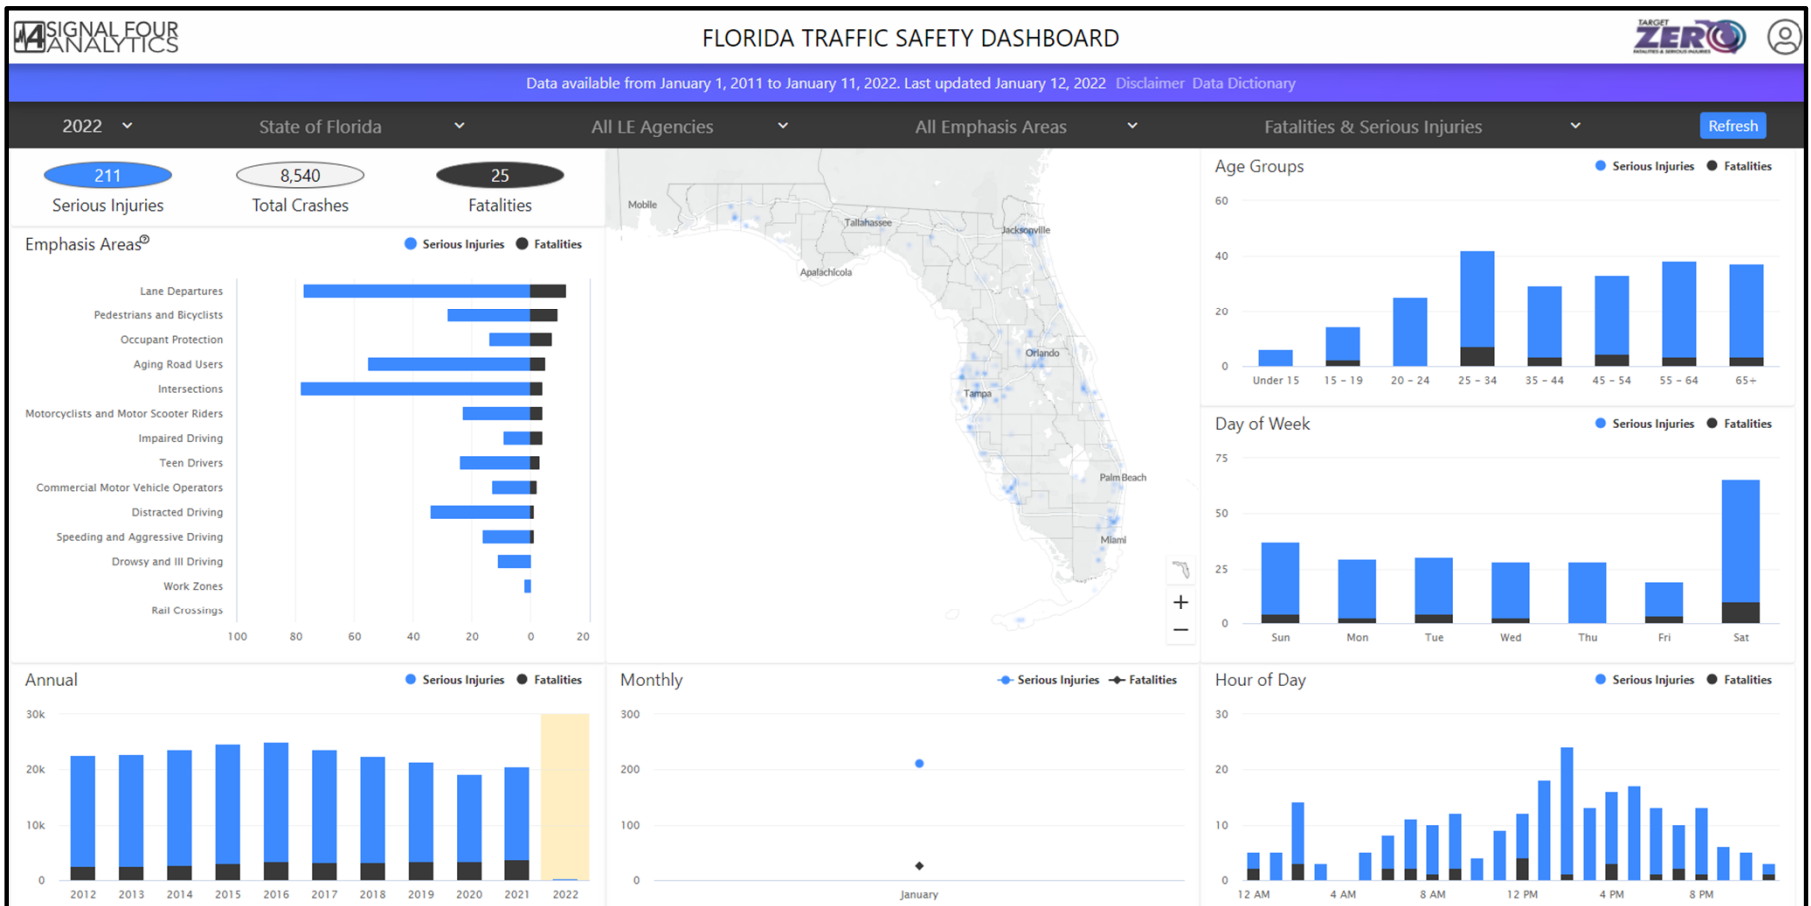 SIGNAL FOUR
ANALYTICS
FLORIDA TRAFFIC SAFETY DASHBOARD
TARGET
ZERO
FATALITIES & SERIOUS INJURIES
Data available from January 1, 2011 to January 11, 2022. Last updated January 12, 2022 Disclaimer Data Dictionary
2022 State of Florida All LE Agencies All Emphasis Areas Fatalities & Serious Injuries Refresh
211 8,540 25
Serious Injuries Total Crashes Fatalities
Emphasis Areas
Serious Injuries Fatalities
Lane Departures
Pedestrians and Bicyclists
Occupant Protection
Aging Road Users
Intersections
Motorcyclists and Motor Scooter Riders
Impaired Driving
Teen Drivers
Commercial Motor Vehicle Operators
Distracted Driving
Speeding and Aggressive Driving
Drowsy and Ill Driving
Work Zones
Rail Crossings
100 80 60 40 20 0 20
Mobile
Tallahassee
Jacksonville
Apalachicola
Orlando
Tampa
Palm Beach
Miami
+
−
Age Groups
Serious Injuries Fatalities
60
40
20
0
Under 15 15 - 19 20 - 24 25 - 34 35 - 44 45 - 54 55 - 64 65+
Day of Week
Serious Injuries Fatalities
75
50
25
0
Sun Mon Tue Wed Thu Fri Sat
Annual
Serious Injuries Fatalities
30k
20k
10k
0
2012 2013 2014 2015 2016 2017 2018 2019 2020 2021 2022
Monthly
Serious Injuries Fatalities
300
200
100
0
January
Hour of Day
Serious Injuries Fatalities
30
20
10
0
12 AM 4 AM 8 AM 12 PM 4 PM 8 PM